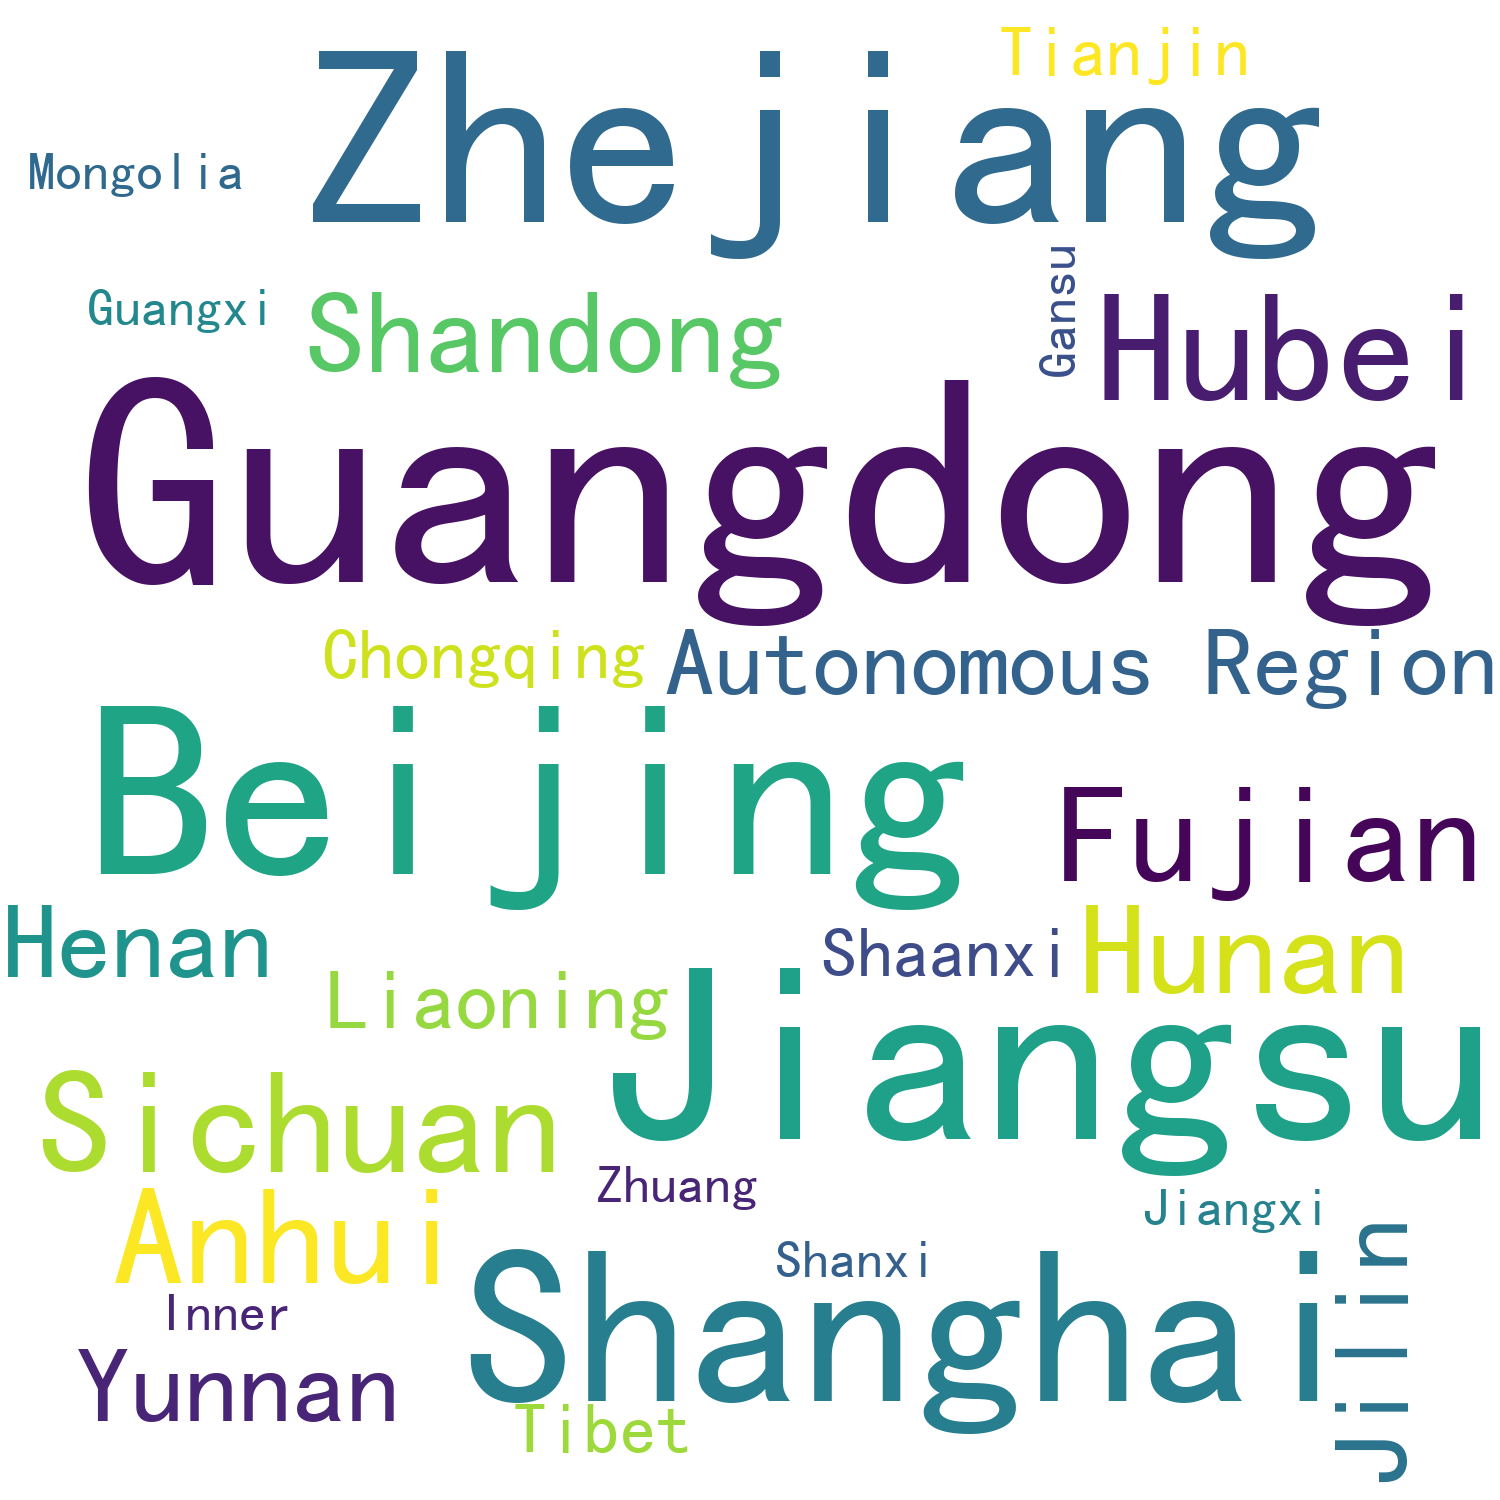 Tianjin
Zhejiang
Mongolia
Gansu
Guangxi
Shandong
Hubei
Guangdong
Chongqing
Autonomous Region
Beijing
Fujian
Henan
Shaanxi
Hunan
Liaoning
Jiangsu
Sichuan
Zhuang
Anhui
Jiangxi
Shanxi
Inner
Shanghai
Jilin
Yunnan
Tibet